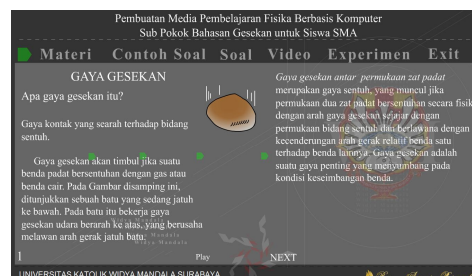 Pembuatan Media Pembelajaran Fisika Berbasis Komputer
Sub Pokok Bahasan Gesekan untuk Siswa SMA
Materi Contoh Soal Soal Video Experimen Exit
GAYA GESEKAN
Apa gaya gesekan itu?
Gaya kontak yang searah terhadap bidang
sentuh.
Gaya gesekan akan timbul jika suatu
benda padat bersentuhan dengan gas atau
benda cair. Pada Gambar disamping ini,
ditunjukkan sebuah batu yang sedang jatuh
ke bawah. Pada batu itu bekerja gaya
gesekan udara berarah ke atas, yang berusaha
melawan arah gerak jatuh batu.
Gaya gesekan antar permukaan zat padat
merupakan gaya sentuh, yang muncul jika
permukaan dua zat padat bersentuhan secara fisik,
dengan arah gaya gesekan sejajar dengan
permukaan bidang sentuh dan berlawanan dengan
kecenderungan arah gerak relatif benda satu
terhadap benda lainnya. Gaya gesekan adalah
suatu gaya penting yang menyumbang pada
kondisi keseimbangan benda.
Widya Mandala
Widya Mandala
Widya Mandala
1
Play
NEXT
UNIVERSITAS KATOLIK WIDYA MANDALA SURABAYA